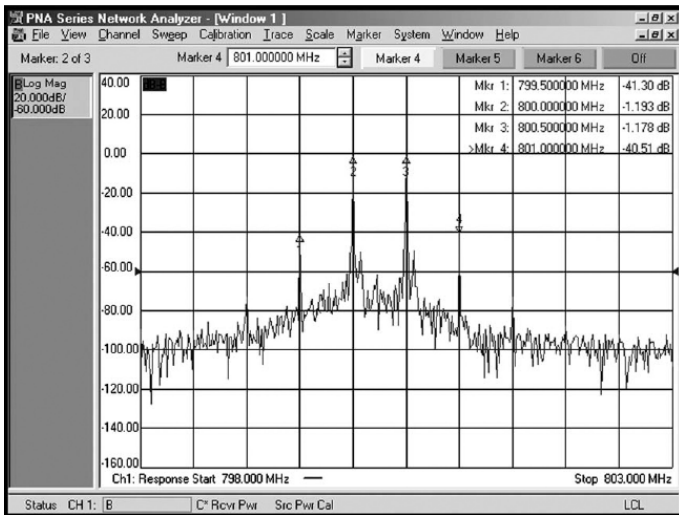 PNA Series Network Analyzer - [Window 1 ]
File View Channel Sweep Calibration Trace Scale Marker System Window Help
Marker: 2 of 3 Marker 4 801.000000 MHz Marker 4 Marker 5 Marker 6 Off
B Log Mag
20.000dB/
-60.000dB
40.00
20.00
0.00
-20.00
-40.00
-60.00
-80.00
-100.00
-120.00
-140.00
-160.00
Mkr 1: 799.500000 MHz -41.30 dB
Mkr 2: 800.000000 MHz -1.193 dB
Mkr 3: 800.500000 MHz -1.178 dB
>Mkr 4: 801.000000 MHz -40.51 dB
2
3
4
Ch1: Response Start 798.000 MHz Stop 803.000 MHz
Status CH 1: B C* Rcvr Pwr Src Pwr Cal LCL